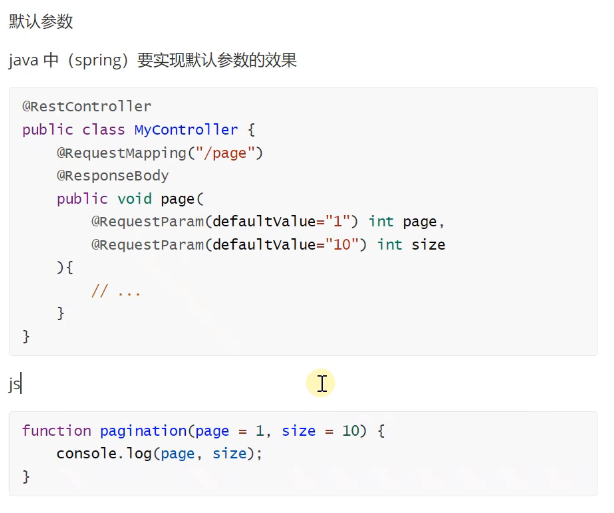 默认参数
java 中（spring）要实现默认参数的效果
@RestController
public class MyController {
    @RequestMapping("/page")
    @ResponseBody
    public void page(
        @RequestParam(defaultValue="1") int page,
        @RequestParam(defaultValue="10") int size
    ){
        // ...
    }
}
js
function pagination(page = 1, size = 10) {
    console.log(page, size);
}